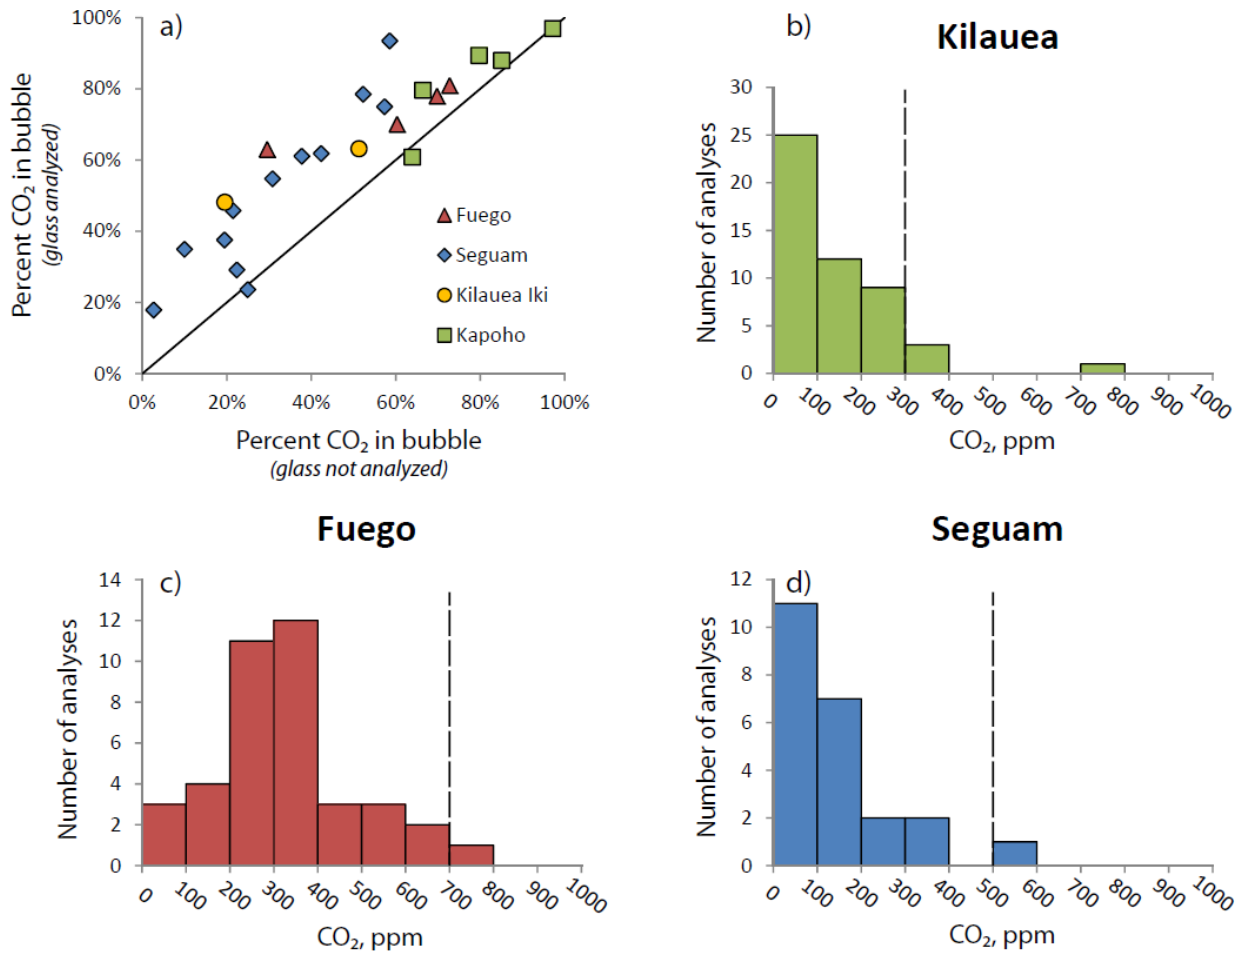 a)
Percent CO₂ in bubble
(glass analyzed)
100%
80%
60%
40%
20%
0%
Fuego
Seguam
Kilauea Iki
Kapoho
0% 20% 40% 60% 80% 100%
Percent CO₂ in bubble
(glass not analyzed)
b)
Kilauea
Number of analyses
30
25
20
15
10
5
0
0 100 200 300 400 500 600 700 800 900 1000
CO₂, ppm
Fuego
c)
Number of analyses
14
12
10
8
6
4
2
0
0 100 200 300 400 500 600 700 800 900 1000
CO₂, ppm
Seguam
d)
Number of analyses
12
10
8
6
4
2
0
0 100 200 300 400 500 600 700 800 900 1000
CO₂, ppm